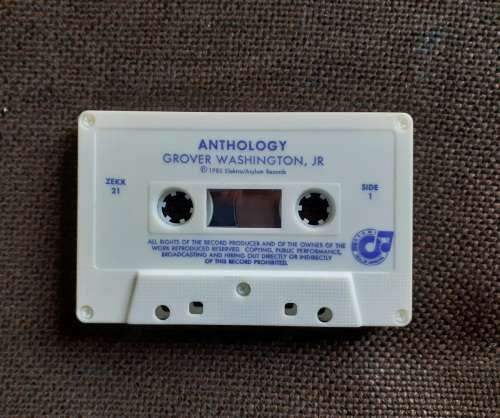 ANTHOLOGY
GROVER WASHINGTON, JR
℗ 1985 Elektra/Asylum Records
ZEKX
21
SIDE
1
ALL RIGHTS OF THE RECORD PRODUCER AND OF THE OWNER OF THE
WORK REPRODUCED RESERVED. COPYING, PUBLIC PERFORMANCE,
BROADCASTING AND HIRING OUT DIRECTLY OR INDIRECTLY
OF THIS RECORD PROHIBITED.